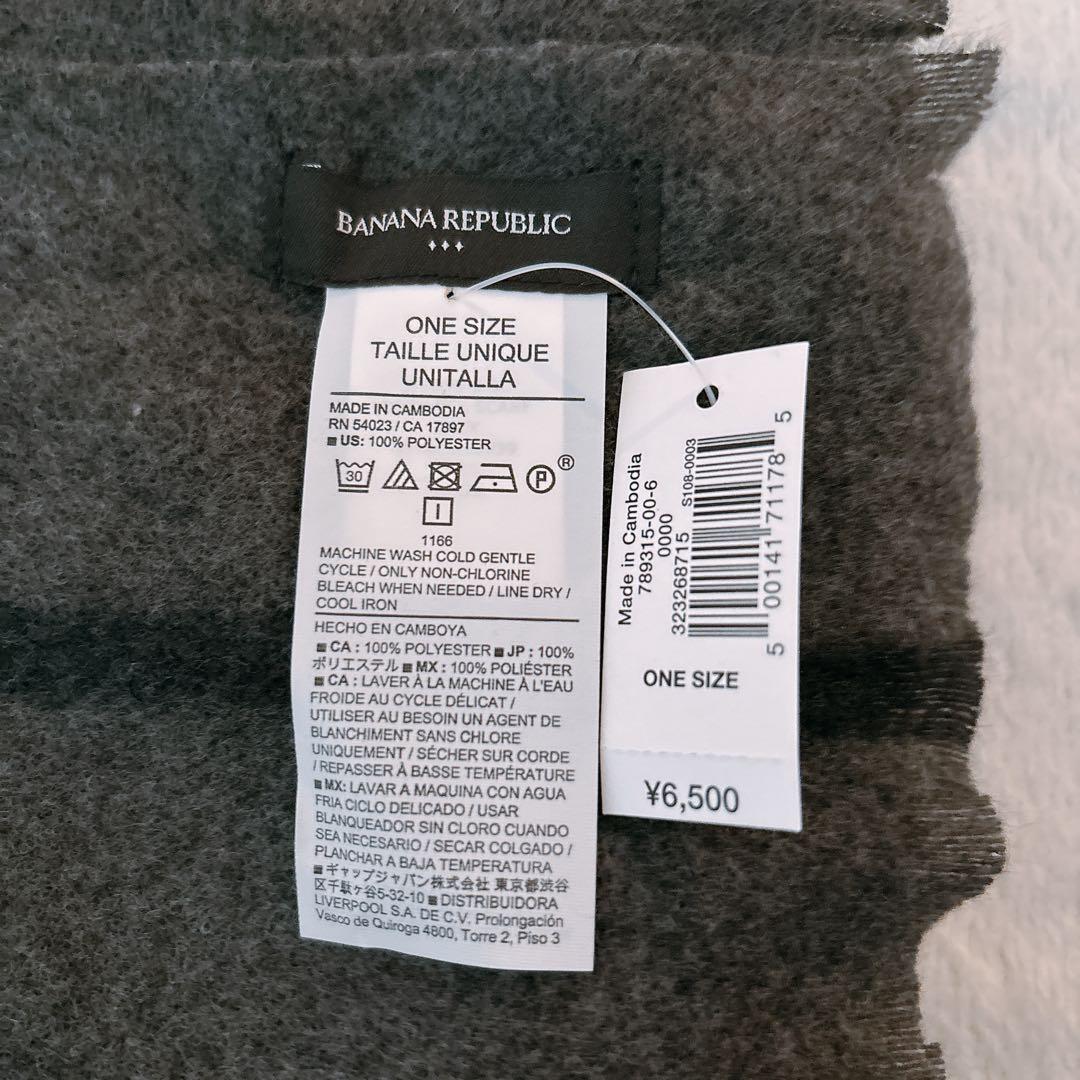 BANANA REPUBLIC
ONE SIZE
TAILLE UNIQUE
UNITALLA
MADE IN CAMBODIA
RN 54023 / CA 17897
■ US: 100% POLYESTER
30
P
®
I
1166
MACHINE WASH COLD GENTLE
CYCLE / ONLY NON-CHLORINE
BLEACH WHEN NEEDED / LINE DRY /
COOL IRON
HECHO EN CAMBOYA
■ CA : 100% POLYESTER ■ JP : 100%
ポリエステル ■ MX : 100% POLIÉSTER
■ CA : LAVER À LA MACHINE À L'EAU
FROIDE AU CYCLE DÉLICAT /
UTILISER AU BESOIN UN AGENT DE
BLANCHIMENT SANS CHLORE
UNIQUEMENT / SÉCHER SUR CORDE
/ REPASSER À BASSE TEMPÉRATURE
■ MX: LAVAR A MAQUINA CON AGUA
FRIA CICLO DELICADO / USAR
BLANQUEADOR SIN CLORO CUANDO
SEA NECESARIO / SECAR COLGADO /
PLANCHAR A BAJA TEMPERATURA
■ ギャップジャパン株式会社 東京都渋谷
区千駄ヶ谷5-32-10 ■ DISTRIBUIDORA
LIVERPOOL S.A. DE C.V. Prolongación
Vasco de Quiroga 4800, Torre 2, Piso 3
Made in Cambodia
789315-00-6
0000
323268715
S108-0003
5 00141 71178 5
ONE SIZE
¥6,500